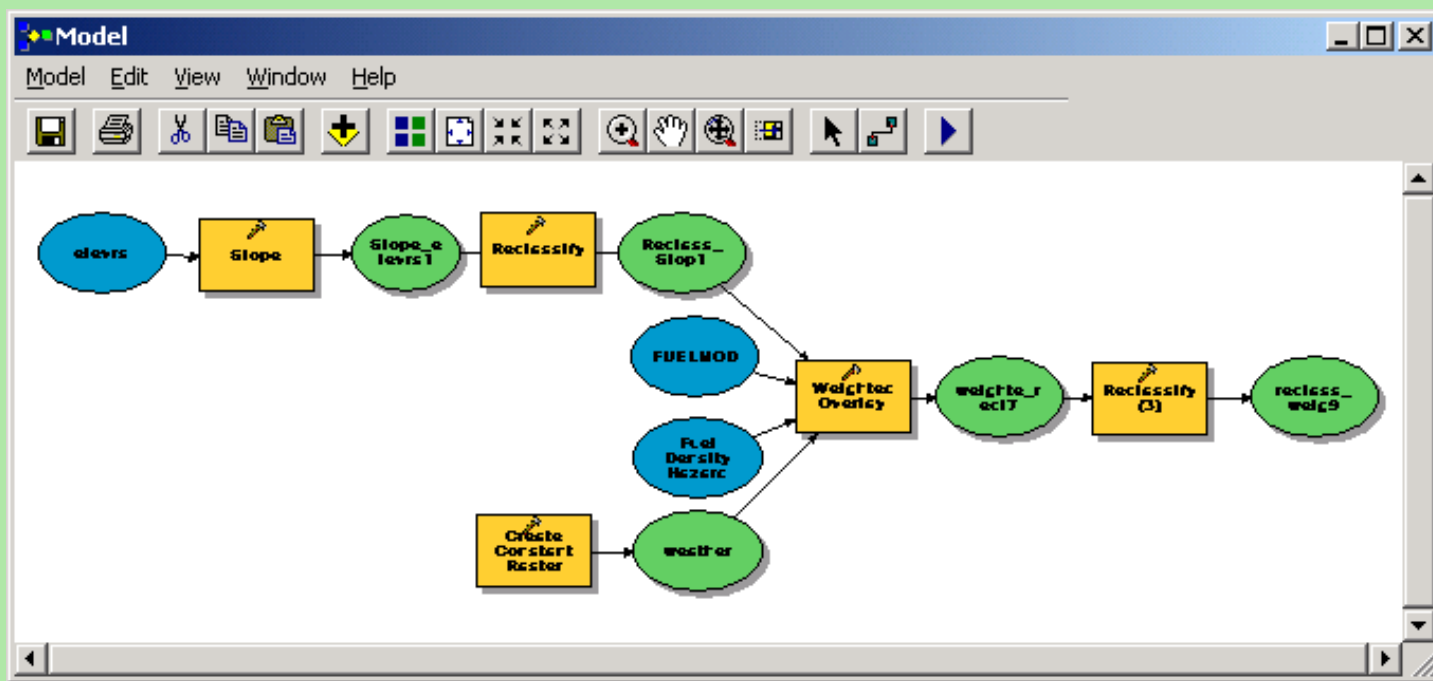 Model
Model Edit View Window Help
elevrs
Slope
Slope_e
levrs1
Reclassify
Reclass_
Slop1
FUELMOD
Weighted
Overlay
weighte_r
ecl7
Reclassify
(3)
reclass_
weig9
Fuel
Density
Hazard
Create
Constant
Raster
weather